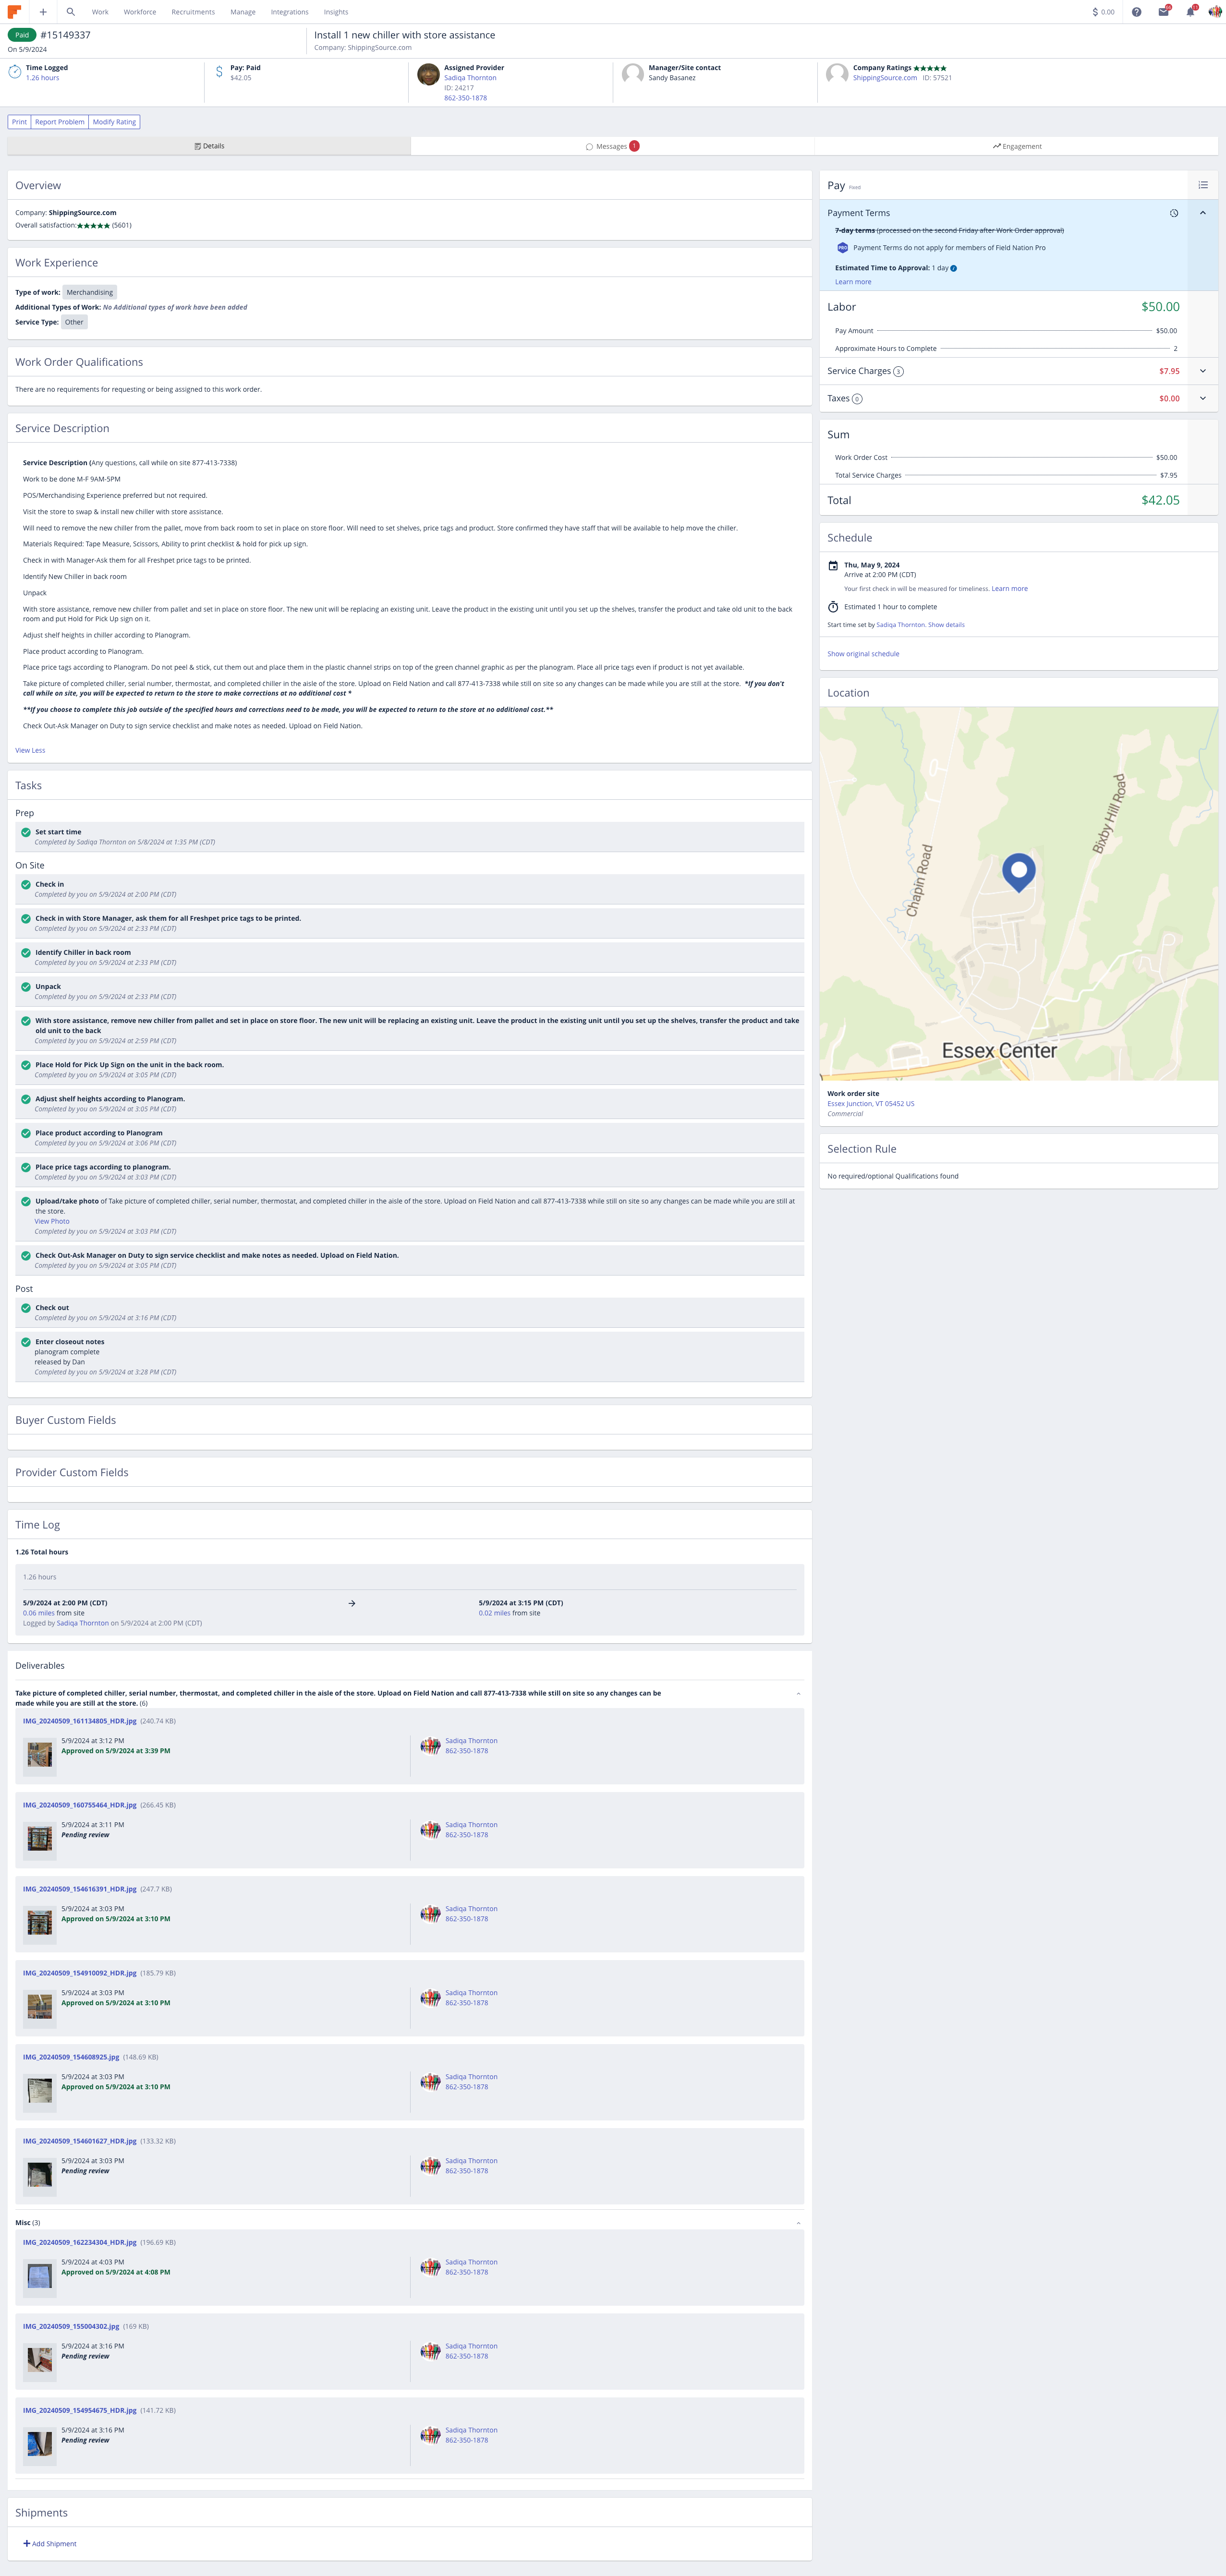 Work
Workforce
Recruitments
Manage
Integrations
Insights
0.00
Paid #15149337
On 5/9/2024
Install 1 new chiller with store assistance
Company: ShippingSource.com
Time Logged
1.26 hours
Pay: Paid
$42.05
Assigned Provider
Sadiqa Thornton
ID: 24217
862-350-1878
Manager/Site contact
Sandy Basanez
Company Ratings
ShippingSource.com ID: 57521
Print
Report Problem
Modify Rating
Details
Messages 1
Engagement
Overview
Company: ShippingSource.com
Overall satisfaction: (5601)
Work Experience
Type of work: Merchandising
Additional Types of Work: No Additional types of work have been added
Service Type: Other
Work Order Qualifications
There are no requirements for requesting or being assigned to this work order.
Service Description
Service Description (Any questions, call while on site 877-413-7338)
Work to be done M-F 9AM-5PM
POS/Merchandising Experience preferred but not required.
Visit the store to swap & install new chiller with store assistance.
Will need to remove the new chiller from the pallet, move from back room to set in place on store floor. Will need to set shelves, price tags and product. Store confirmed they have staff that will be available to help move the chiller.
Materials Required: Tape Measure, Scissors, Ability to print checklist & hold for pick up sign.
Check in with Manager-Ask them for all Freshpet price tags to be printed.
Identify New Chiller in back room
Unpack
With store assistance, remove new chiller from pallet and set in place on store floor. The new unit will be replacing an existing unit. Leave the product in the existing unit until you set up the shelves, transfer the product and take old unit to the back
room and put Hold for Pick Up sign on it.
Adjust shelf heights in chiller according to Planogram.
Place product according to Planogram.
Place price tags according to Planogram. Do not peel & stick, cut them out and place them in the plastic channel strips on top of the green channel graphic as per the planogram. Place all price tags even if product is not yet available.
Take picture of completed chiller, serial number, thermostat, and completed chiller in the aisle of the store. Upload on Field Nation and call 877-413-7338 while still on site so any changes can be made while you are still at the store. *If you don't
call while on site, you will be expected to return to the store to make corrections at no additional cost *
**If you choose to complete this job outside of the specified hours and corrections need to be made, you will be expected to return to the store at no additional cost.**
Check Out-Ask Manager on Duty to sign service checklist and make notes as needed. Upload on Field Nation.
View Less
Tasks
Prep
Set start time
Completed by Sadiqa Thornton on 5/8/2024 at 1:35 PM (CDT)
On Site
Check in
Completed by you on 5/9/2024 at 2:00 PM (CDT)
Check in with Store Manager, ask them for all Freshpet price tags to be printed.
Completed by you on 5/9/2024 at 2:33 PM (CDT)
Identify Chiller in back room
Completed by you on 5/9/2024 at 2:33 PM (CDT)
Unpack
Completed by you on 5/9/2024 at 2:33 PM (CDT)
With store assistance, remove new chiller from pallet and set in place on store floor. The new unit will be replacing an existing unit. Leave the product in the existing unit until you set up the shelves, transfer the product and take
old unit to the back
Completed by you on 5/9/2024 at 2:59 PM (CDT)
Place Hold for Pick Up Sign on the unit in the back room.
Completed by you on 5/9/2024 at 3:05 PM (CDT)
Adjust shelf heights according to Planogram.
Completed by you on 5/9/2024 at 3:05 PM (CDT)
Place product according to Planogram
Completed by you on 5/9/2024 at 3:06 PM (CDT)
Place price tags according to planogram.
Completed by you on 5/9/2024 at 3:03 PM (CDT)
Upload/take photo of Take picture of completed chiller, serial number, thermostat, and completed chiller in the aisle of the store. Upload on Field Nation and call 877-413-7338 while still on site so any changes can be made while you are still at
the store.
View Photo
Completed by you on 5/9/2024 at 3:03 PM (CDT)
Check Out-Ask Manager on Duty to sign service checklist and make notes as needed. Upload on Field Nation.
Completed by you on 5/9/2024 at 3:05 PM (CDT)
Post
Check out
Completed by you on 5/9/2024 at 3:16 PM (CDT)
Enter closeout notes
planogram complete
released by Dan
Completed by you on 5/9/2024 at 3:28 PM (CDT)
Buyer Custom Fields
Provider Custom Fields
Time Log
1.26 Total hours
1.26 hours
5/9/2024 at 2:00 PM (CDT)
0.06 miles from site
Logged by Sadiqa Thornton on 5/9/2024 at 2:00 PM (CDT)
5/9/2024 at 3:15 PM (CDT)
0.02 miles from site
Deliverables
Take picture of completed chiller, serial number, thermostat, and completed chiller in the aisle of the store. Upload on Field Nation and call 877-413-7338 while still on site so any changes can be
made while you are still at the store. (6)
IMG_20240509_161134805_HDR.jpg (240.74 KB)
5/9/2024 at 3:12 PM
Approved on 5/9/2024 at 3:39 PM
Sadiqa Thornton
862-350-1878
IMG_20240509_160755464_HDR.jpg (266.45 KB)
5/9/2024 at 3:11 PM
Pending review
Sadiqa Thornton
862-350-1878
IMG_20240509_154616391_HDR.jpg (247.7 KB)
5/9/2024 at 3:03 PM
Approved on 5/9/2024 at 3:10 PM
Sadiqa Thornton
862-350-1878
IMG_20240509_154910092_HDR.jpg (185.79 KB)
5/9/2024 at 3:03 PM
Approved on 5/9/2024 at 3:10 PM
Sadiqa Thornton
862-350-1878
IMG_20240509_154608925.jpg (148.69 KB)
5/9/2024 at 3:03 PM
Approved on 5/9/2024 at 3:10 PM
Sadiqa Thornton
862-350-1878
IMG_20240509_154601627_HDR.jpg (133.32 KB)
5/9/2024 at 3:03 PM
Pending review
Sadiqa Thornton
862-350-1878
Misc (3)
IMG_20240509_162234304_HDR.jpg (196.69 KB)
5/9/2024 at 4:03 PM
Approved on 5/9/2024 at 4:08 PM
Sadiqa Thornton
862-350-1878
IMG_20240509_155004302.jpg (169 KB)
5/9/2024 at 3:16 PM
Pending review
Sadiqa Thornton
862-350-1878
IMG_20240509_154954675_HDR.jpg (141.72 KB)
5/9/2024 at 3:16 PM
Pending review
Sadiqa Thornton
862-350-1878
Shipments
Add Shipment
Pay Fixed
Payment Terms
7-day terms (processed on the second Friday after Work Order approval)
PRO Payment Terms do not apply for members of Field Nation Pro
Estimated Time to Approval: 1 day
Learn more
Labor $50.00
Pay Amount $50.00
Approximate Hours to Complete 2
Service Charges 3 $7.95
Taxes 0 $0.00
Sum
Work Order Cost $50.00
Total Service Charges $7.95
Total $42.05
Schedule
Thu, May 9, 2024
Arrive at 2:00 PM (CDT)
Your first check in will be measured for timeliness. Learn more
Estimated 1 hour to complete
Start time set by Sadiqa Thornton. Show details
Show original schedule
Location
Chapin Road
Bixby Hill Road
Essex Center
Work order site
Essex Junction, VT 05452 US
Commercial
Selection Rule
No required/optional Qualifications found